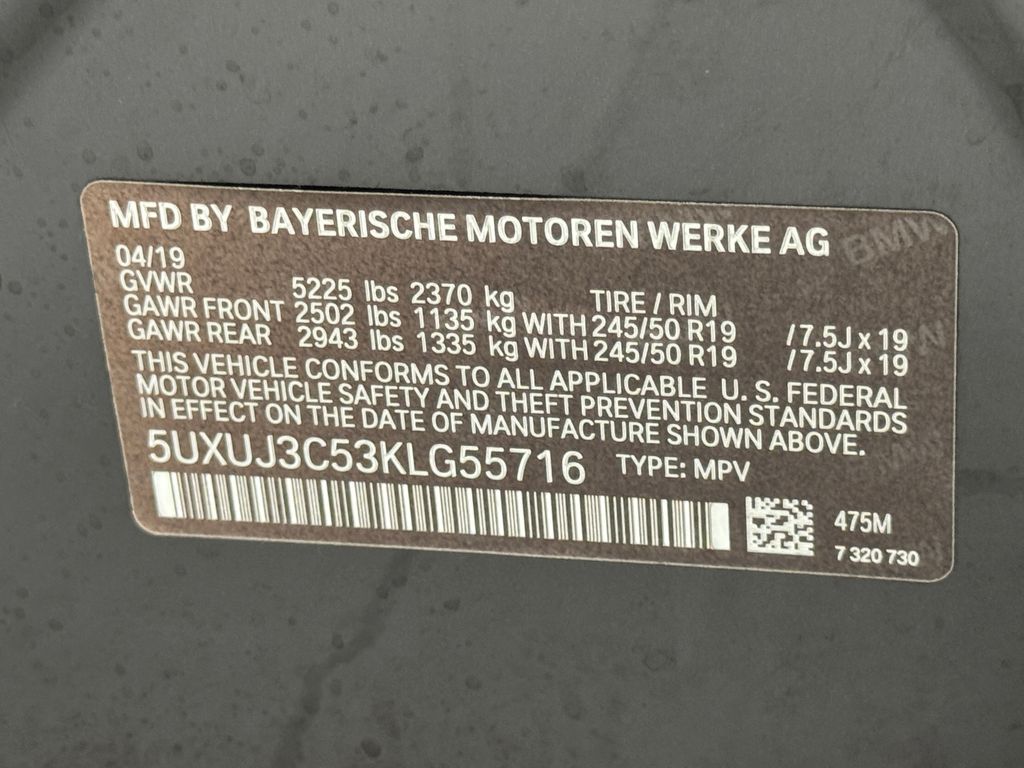 MFD BY BAYERISCHE MOTOREN WERKE AG
04/19
GVWR 5225 lbs 2370 kg TIRE / RIM
GAWR FRONT 2502 lbs 1135 kg WITH 245/50 R19 /7.5J x 19
GAWR REAR 2943 lbs 1335 kg WITH 245/50 R19 /7.5J x 19
THIS VEHICLE CONFORMS TO ALL APPLICABLE U. S. FEDERAL
MOTOR VEHICLE SAFETY AND THEFT PREVENTION STANDARDS
IN EFFECT ON THE DATE OF MANUFACTURE SHOWN ABOVE.
5UXUJ3C53KLG55716 TYPE: MPV
475M
7 320 730
BMW